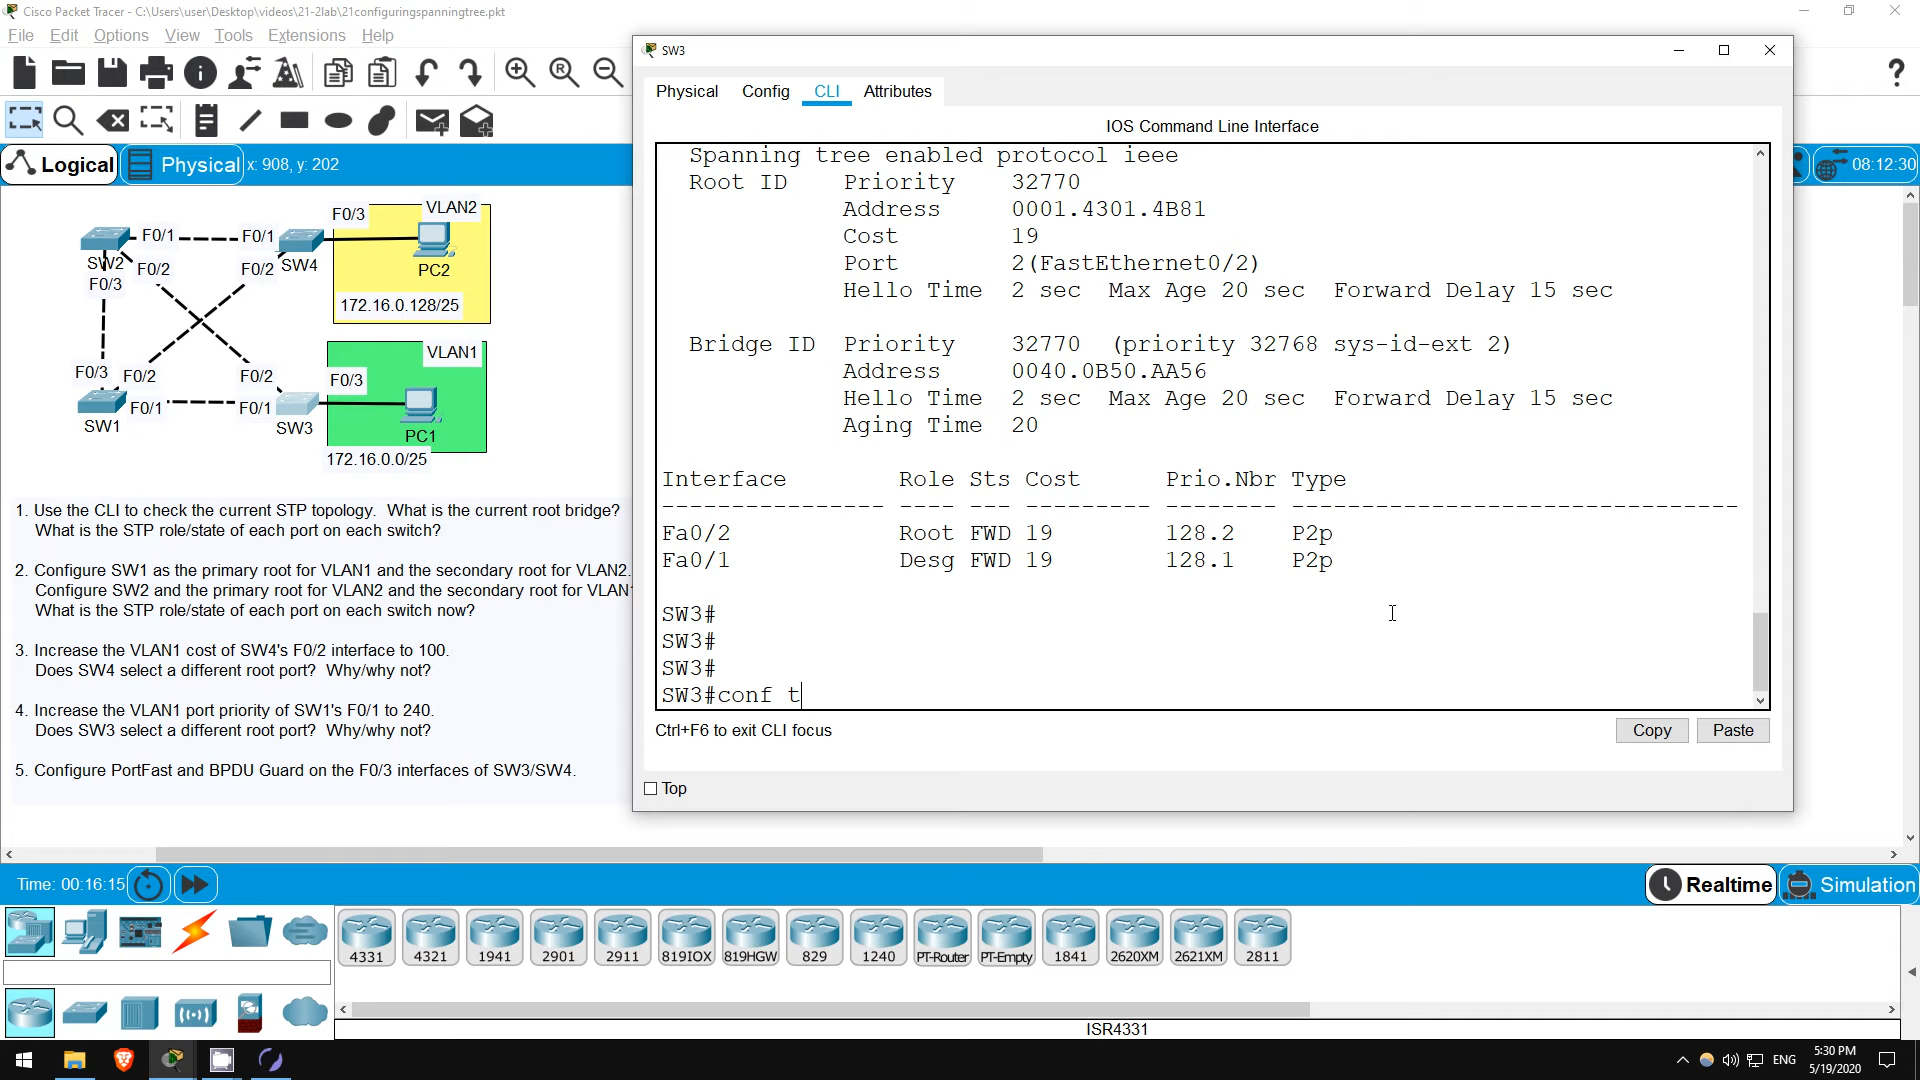 Cisco Packet Tracer - C:\Users\user\Desktop\videos\21-2lab\21configuringspanningtree.pkt
File Edit Options View Tools Extensions Help
Logical
Physical
x: 908, y: 202
08:12:30
SW3
Physical Config CLI Attributes
IOS Command Line Interface
Spanning tree enabled protocol ieee
Root ID Priority 32770
Address 0001.4301.4B81
Cost 19
Port 2(FastEthernet0/2)
Hello Time 2 sec Max Age 20 sec Forward Delay 15 sec
Bridge ID Priority 32770 (priority 32768 sys-id-ext 2)
Address 0040.0B50.AA56
Hello Time 2 sec Max Age 20 sec Forward Delay 15 sec
Aging Time 20
Interface Role Sts Cost Prio.Nbr Type
---------------- ---- --- --------- -------- --------------------------------
Fa0/2 Root FWD 19 128.2 P2p
Fa0/1 Desg FWD 19 128.1 P2p
SW3#
SW3#
SW3#
SW3#conf t
Ctrl+F6 to exit CLI focus
Copy
Paste
Top
F0/3
VLAN2
F0/1
F0/1
SW2
F0/2
F0/2
SW4
PC2
F0/3
172.16.0.128/25
VLAN1
F0/3
F0/2
F0/2
F0/3
F0/1
F0/1
SW1
SW3
PC1
172.16.0.0/25
1. Use the CLI to check the current STP topology. What is the current root bridge?
What is the STP role/state of each port on each switch?
2. Configure SW1 as the primary root for VLAN1 and the secondary root for VLAN2.
Configure SW2 and the primary root for VLAN2 and the secondary root for VLAN
What is the STP role/state of each port on each switch now?
3. Increase the VLAN1 cost of SW4's F0/2 interface to 100.
Does SW4 select a different root port? Why/why not?
4. Increase the VLAN1 port priority of SW1's F0/1 to 240.
Does SW3 select a different root port? Why/why not?
5. Configure PortFast and BPDU Guard on the F0/3 interfaces of SW3/SW4.
Time: 00:16:15
Realtime
Simulation
4331 4321 1941 2901 2911 819IOX 819HGW 829 1240 PT-Router PT-Empty 1841 2620XM 2621XM 2811
ISR4331
ENG
5:30 PM
5/19/2020